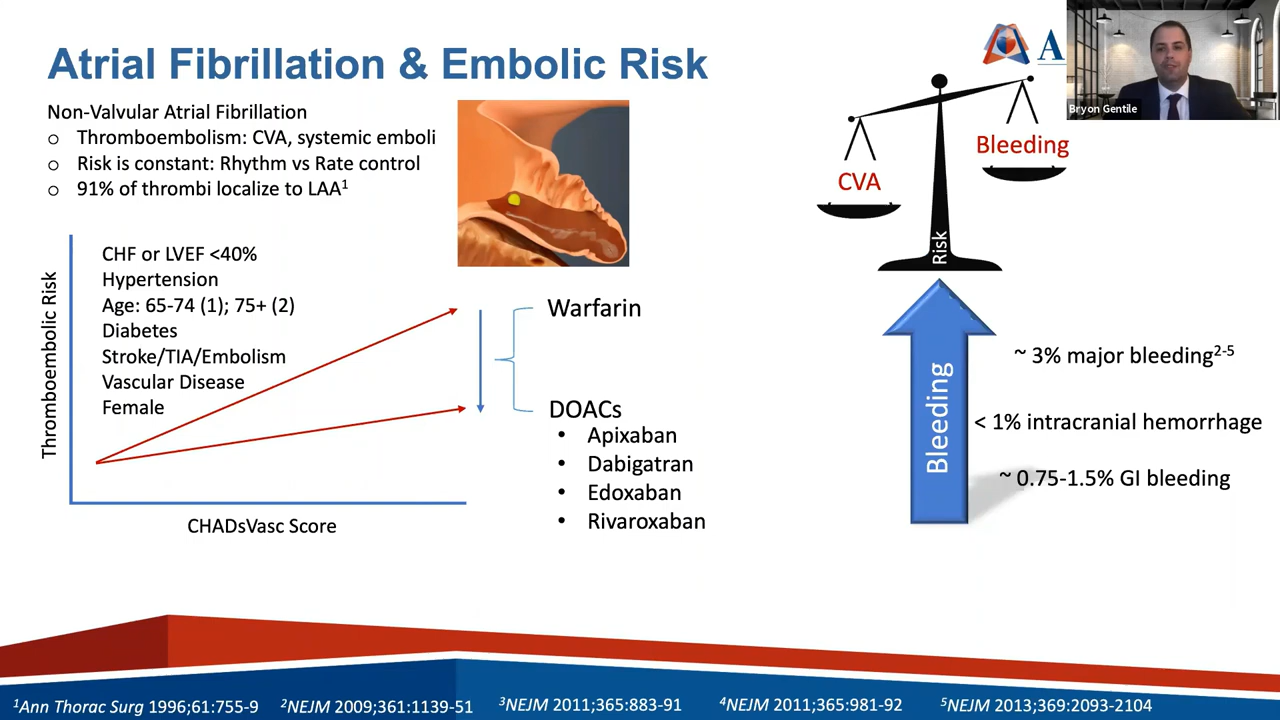 Atrial Fibrillation & Embolic Risk
Non-Valvular Atrial Fibrillation
o Thromboembolism: CVA, systemic emboli
o Risk is constant: Rhythm vs Rate control
o 91% of thrombi localize to LAA1
Thromboembolic Risk
CHF or LVEF <40%
Hypertension
Age: 65-74 (1); 75+ (2)
Diabetes
Stroke/TIA/Embolism
Vascular Disease
Female
CHADsVasc Score
Warfarin
DOACs
• Apixaban
• Dabigatran
• Edoxaban
• Rivaroxaban
A
Bryon Gentile
CVA
Bleeding
Risk
Bleeding
~ 3% major bleeding2-5
< 1% intracranial hemorrhage
~ 0.75-1.5% GI bleeding
1Ann Thorac Surg 1996;61:755-9
2NEJM 2009;361:1139-51
3NEJM 2011;365:883-91
4NEJM 2011;365:981-92
5NEJM 2013;369:2093-2104